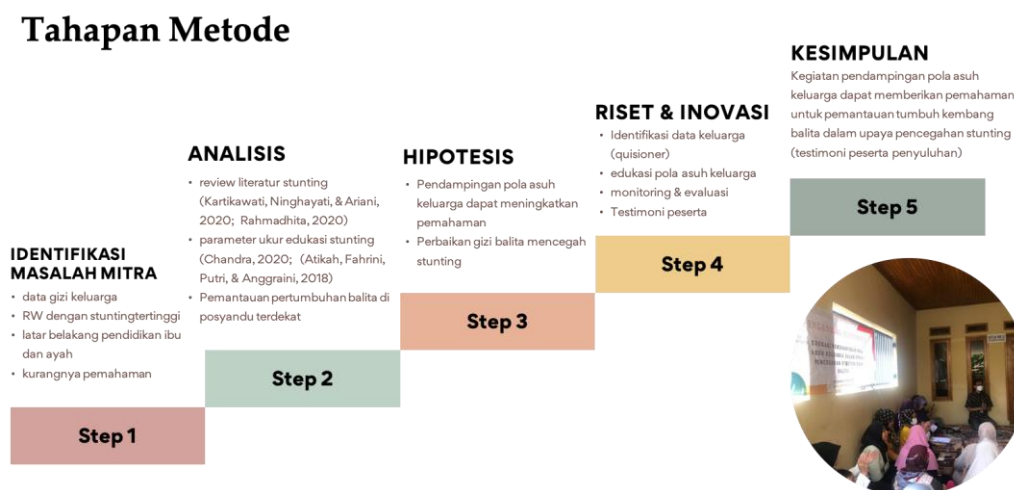 Tahapan Metode
IDENTIFIKASI
MASALAH MITRA
• data gizi keluarga
• RW dengan stuntingtertinggi
• latar belakang pendidikan ibu
dan ayah
• kurangnya pemahaman
Step 1
ANALISIS
• review literatur stunting
(Kartikawati, Ninghayati, & Ariani,
2020; Rahmadhita, 2020)
• parameter ukur edukasi stunting
(Chandra, 2020; (Atikah, Fahrini,
Putri, & Anggraini, 2018)
• Pemantauan pertumbuhan balita di
posyandu terdekat
Step 2
HIPOTESIS
• Pendampingan pola asuh
keluarga dapat meningkatkan
pemahaman
• Perbaikan gizi balita mencegah
stunting
Step 3
RISET & INOVASI
• Identifikasi data keluarga
(quisioner)
• edukasi pola asuh keluarga
• monitoring & evaluasi
• Testimoni peserta
Step 4
KESIMPULAN
Kegiatan pendampingan pola asuh
keluarga dapat memberikan pemahaman
untuk pemantauan tumbuh kembang
balita dalam upaya pencegahan stunting
(testimoni peserta penyuluhan)
Step 5